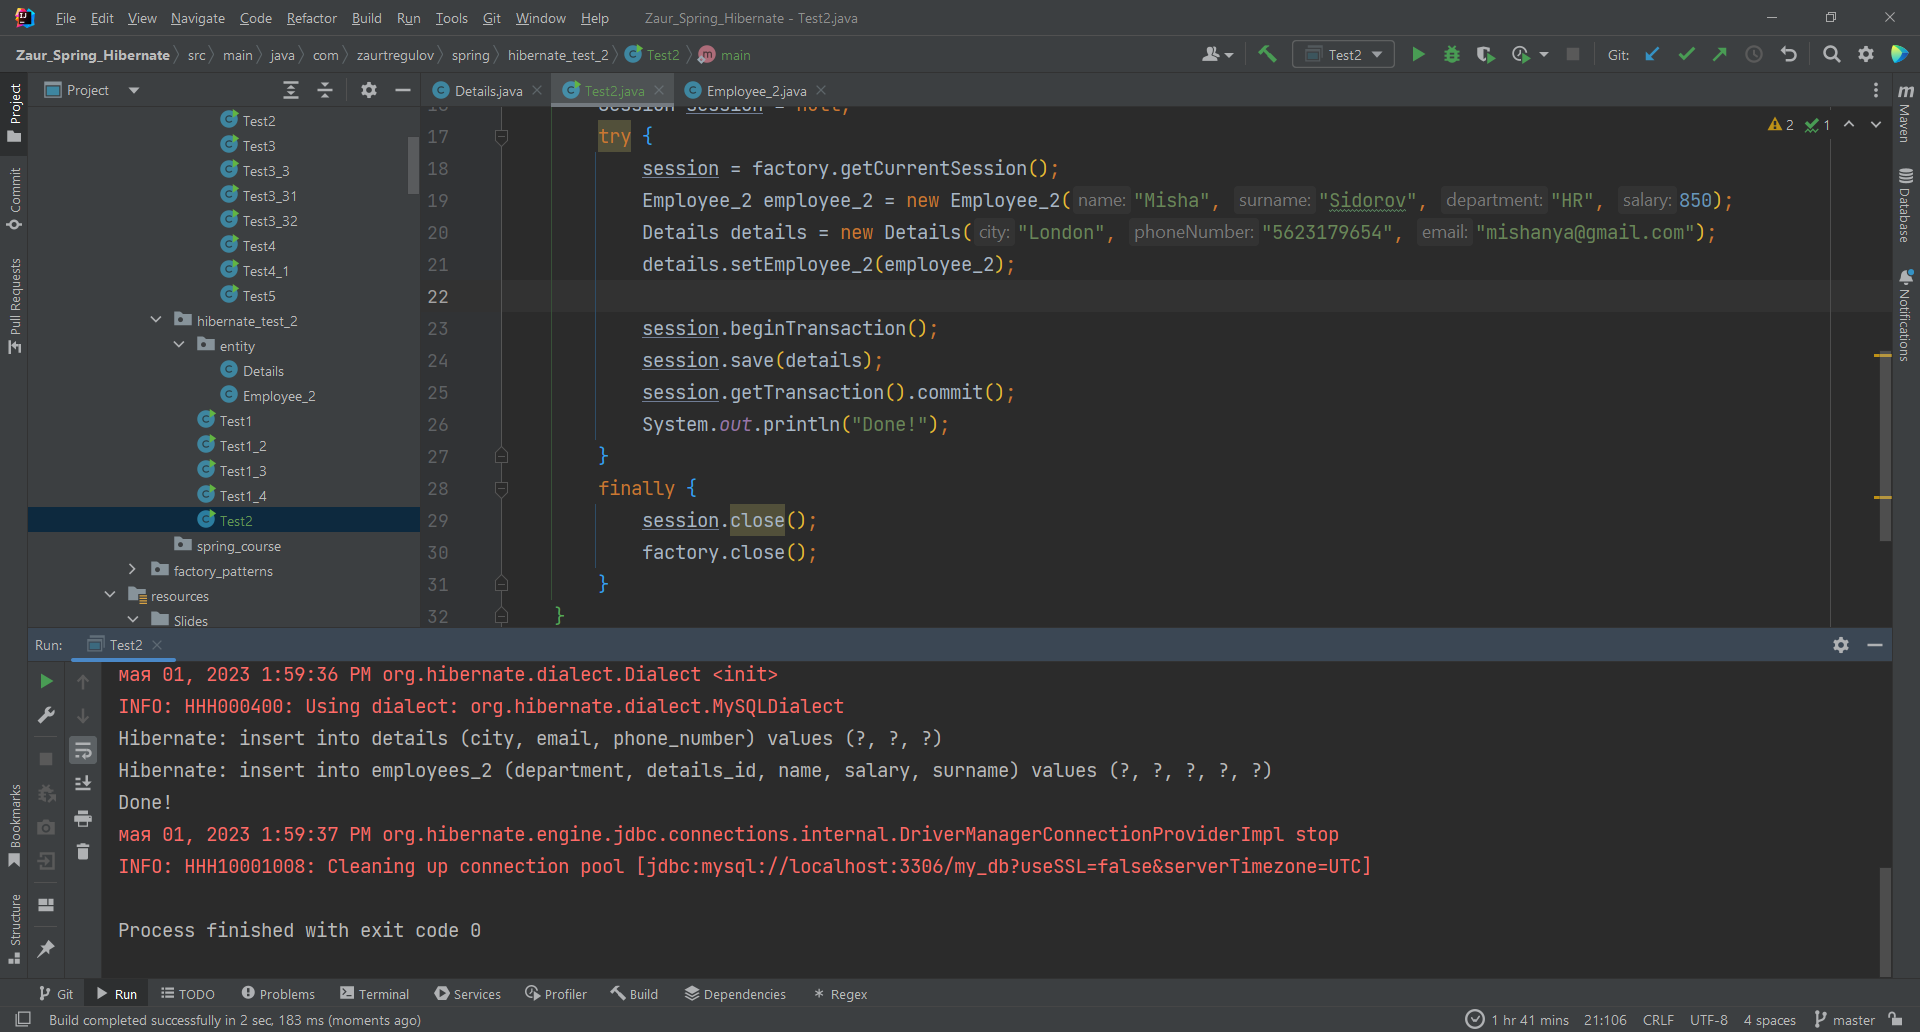 File Edit View Navigate Code Refactor Build Run Tools Git Window Help Zaur_Spring_Hibernate - Test2.java
Zaur_Spring_Hibernate src main java com zaurtregulov spring hibernate_test_2 Test2 main Test2 Git:
Project Details.java Test2.java Employee_2.java
Project
Commit
Pull Requests
Bookmarks
Structure
Test2
Test3
Test3_3
Test3_31
Test3_32
Test4
Test4_1
Test5
hibernate_test_2
entity
Details
Employee_2
Test1
Test1_2
Test1_3
Test1_4
Test2
spring_course
factory_patterns
resources
Slides
16 Session session = null;
17 try {
18 session = factory.getCurrentSession();
19 Employee_2 employee_2 = new Employee_2( name: "Misha", surname: "Sidorov", department: "HR", salary: 850);
20 Details details = new Details( city: "London", phoneNumber: "5623179654", email: "mishanya@gmail.com");
21 details.setEmployee_2(employee_2);
22
23 session.beginTransaction();
24 session.save(details);
25 session.getTransaction().commit();
26 System.out.println("Done!");
27 }
28 finally {
29 session.close();
30 factory.close();
31 }
32 }
2 1
Maven
Database
Notifications
Run: Test2
мая 01, 2023 1:59:36 PM org.hibernate.dialect.Dialect <init>
INFO: HHH000400: Using dialect: org.hibernate.dialect.MySQLDialect
Hibernate: insert into details (city, email, phone_number) values (?, ?, ?)
Hibernate: insert into employees_2 (department, details_id, name, salary, surname) values (?, ?, ?, ?, ?)
Done!
мая 01, 2023 1:59:37 PM org.hibernate.engine.jdbc.connections.internal.DriverManagerConnectionProviderImpl stop
INFO: HHH10001008: Cleaning up connection pool [jdbc:mysql://localhost:3306/my_db?useSSL=false&serverTimezone=UTC]
Process finished with exit code 0
Git Run TODO Problems Terminal Services Profiler Build Dependencies Regex
Build completed successfully in 2 sec, 183 ms (moments ago) 1 hr 41 mins 21:106 CRLF UTF-8 4 spaces master